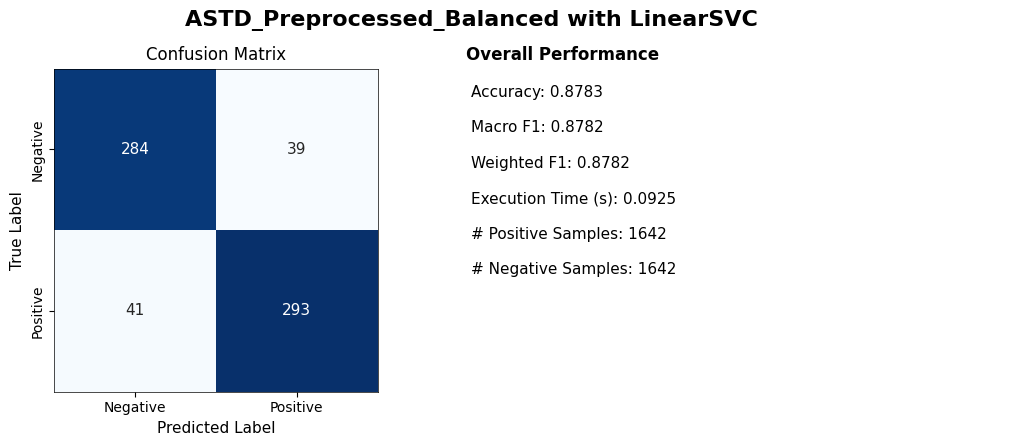 ASTD_Preprocessed_Balanced with LinearSVC
Confusion Matrix
True Label
Negative
284
39
Positive
41
293
Negative
Positive
Predicted Label
Overall Performance
Accuracy: 0.8783
Macro F1: 0.8782
Weighted F1: 0.8782
Execution Time (s): 0.0925
# Positive Samples: 1642
# Negative Samples: 1642